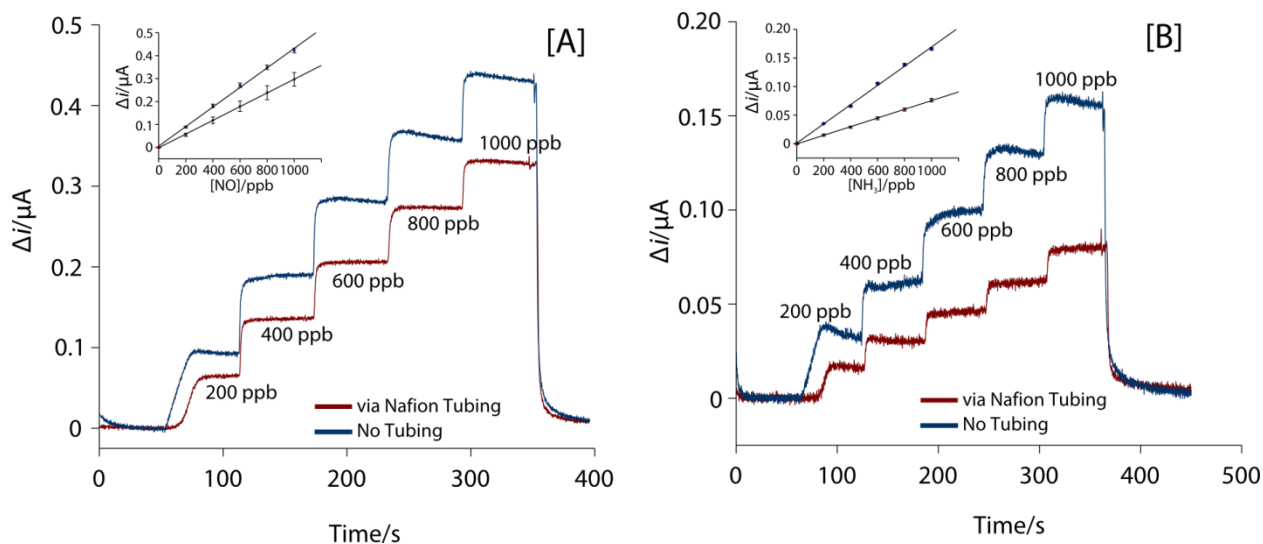 [A]
Δi/μA
0.5
0.4
0.3
0.2
0.1
0
0 200 400 600 800 1000
[NO]/ppb
Δi/μA
0.4
0.3
0.2
0.1
0
200 ppb
400 ppb
600 ppb
800 ppb
1000 ppb
via Nafion Tubing
No Tubing
0 100 200 300 400
Time/s
[B]
Δi/μA
0.20
0.15
0.10
0.05
0.00
0 200 400 600 800 1000
[NH₃]/ppb
Δi/μA
0.20
0.15
0.10
0.05
0.00
200 ppb
400 ppb
600 ppb
800 ppb
1000 ppb
via Nafion Tubing
No Tubing
0 100 200 300 400 500
Time/s